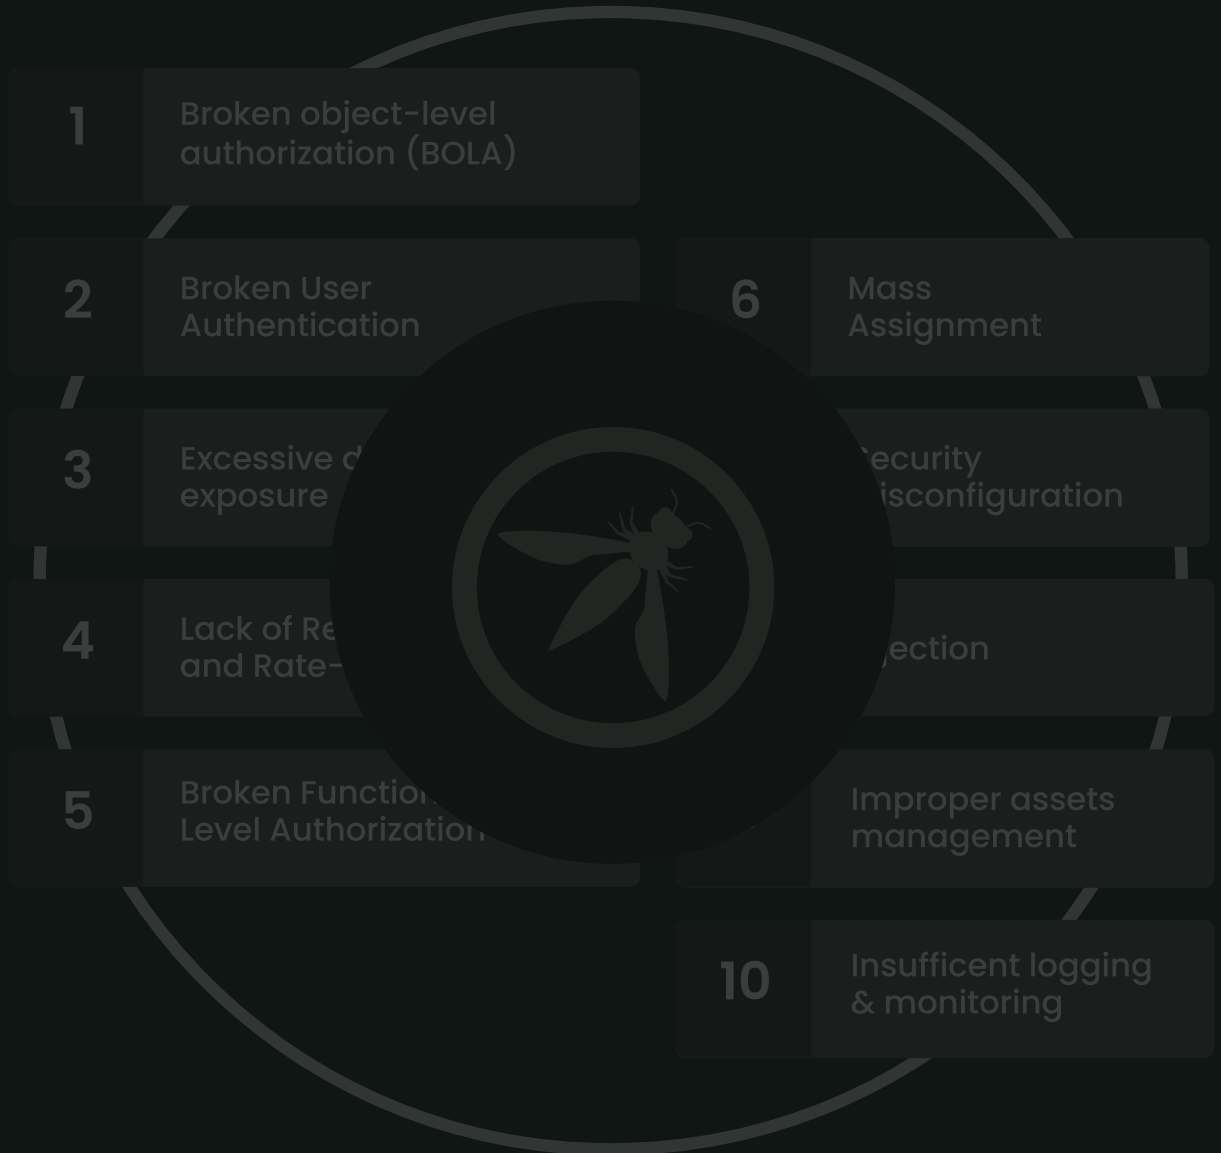 1
Broken object-level
authorization (BOLA)
2
Broken User
Authentication
3
Excessive
exposure
4
Lack of
and Rate-
5
Broken
Level Authorization
6
Mass
Assignment
10
Improper assets
management
Insufficent logging
& monitoring